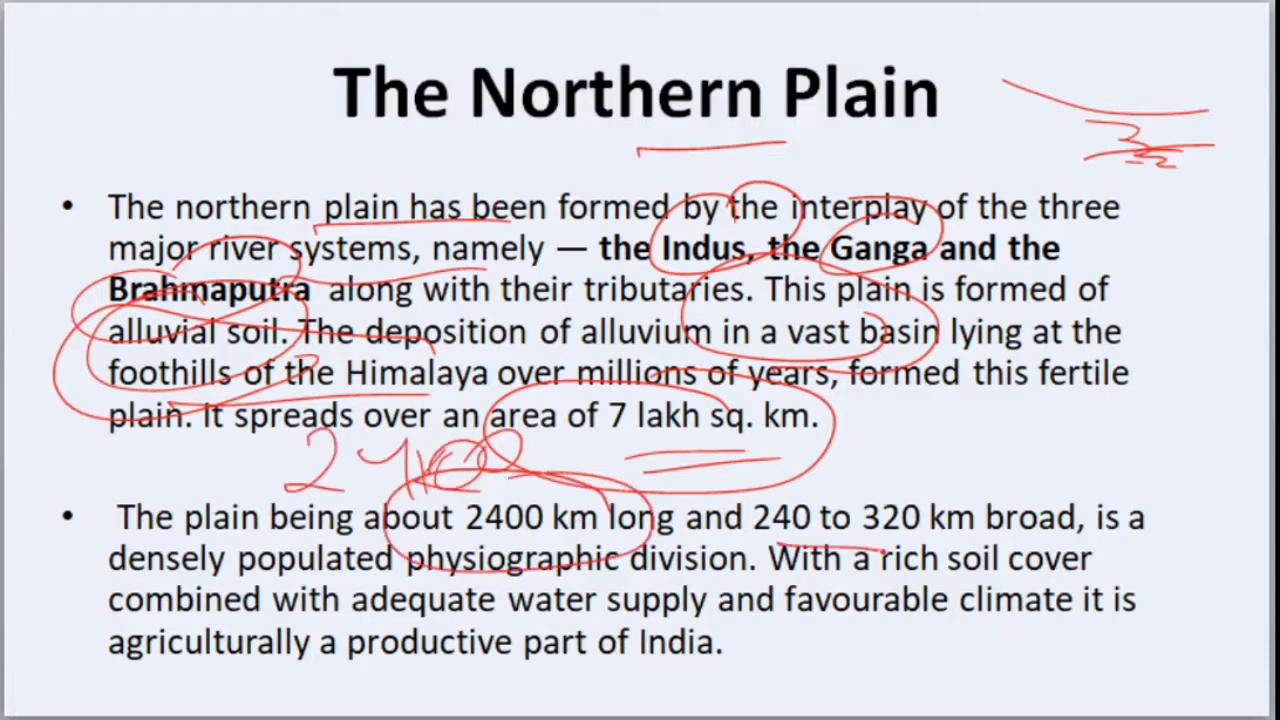 The Northern Plain
• The northern plain has been formed by the interplay of the three
major river systems, namely — the Indus, the Ganga and the
Brahmaputra along with their tributaries. This plain is formed of
alluvial soil. The deposition of alluvium in a vast basin lying at the
foothills of the Himalaya over millions of years, formed this fertile
plain. It spreads over an area of 7 lakh sq. km.
• The plain being about 2400 km long and 240 to 320 km broad, is a
densely populated physiographic division. With a rich soil cover
combined with adequate water supply and favourable climate it is
agriculturally a productive part of India.